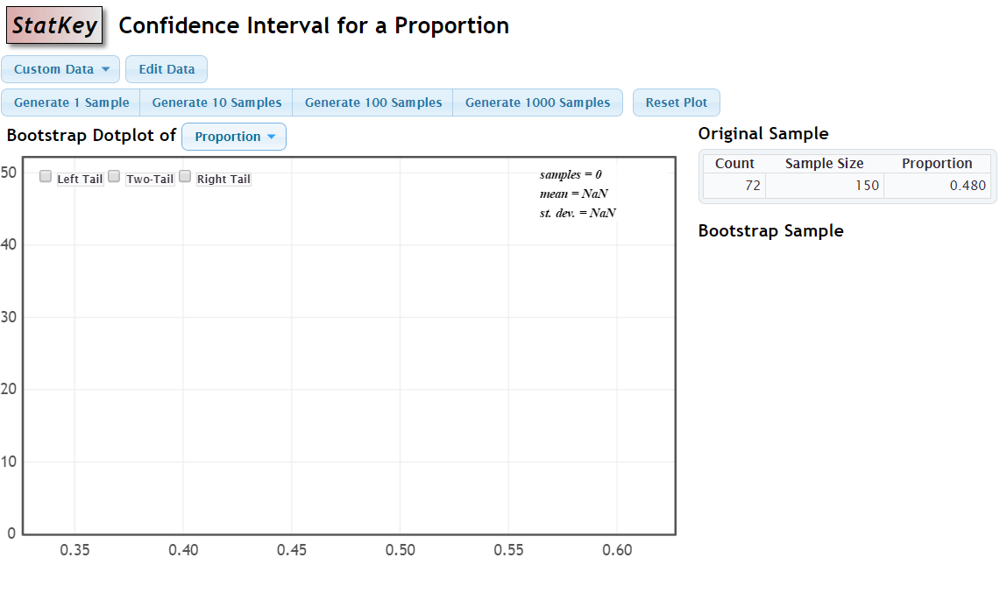 StatKey Confidence Interval for a Proportion
Custom Data Edit Data
Generate 1 Sample Generate 10 Samples Generate 100 Samples Generate 1000 Samples Reset Plot
Bootstrap Dotplot of Proportion
Left Tail Two-Tail Right Tail
samples = 0
mean = NaN
st. dev. = NaN
50
40
30
20
10
0
0.35 0.40 0.45 0.50 0.55 0.60
Original Sample
Count Sample Size Proportion
72 150 0.480
Bootstrap Sample